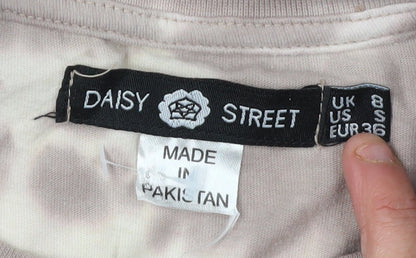 DAISY STREET
UK 8
US S
EUR 36
MADE
IN
PAKISTAN